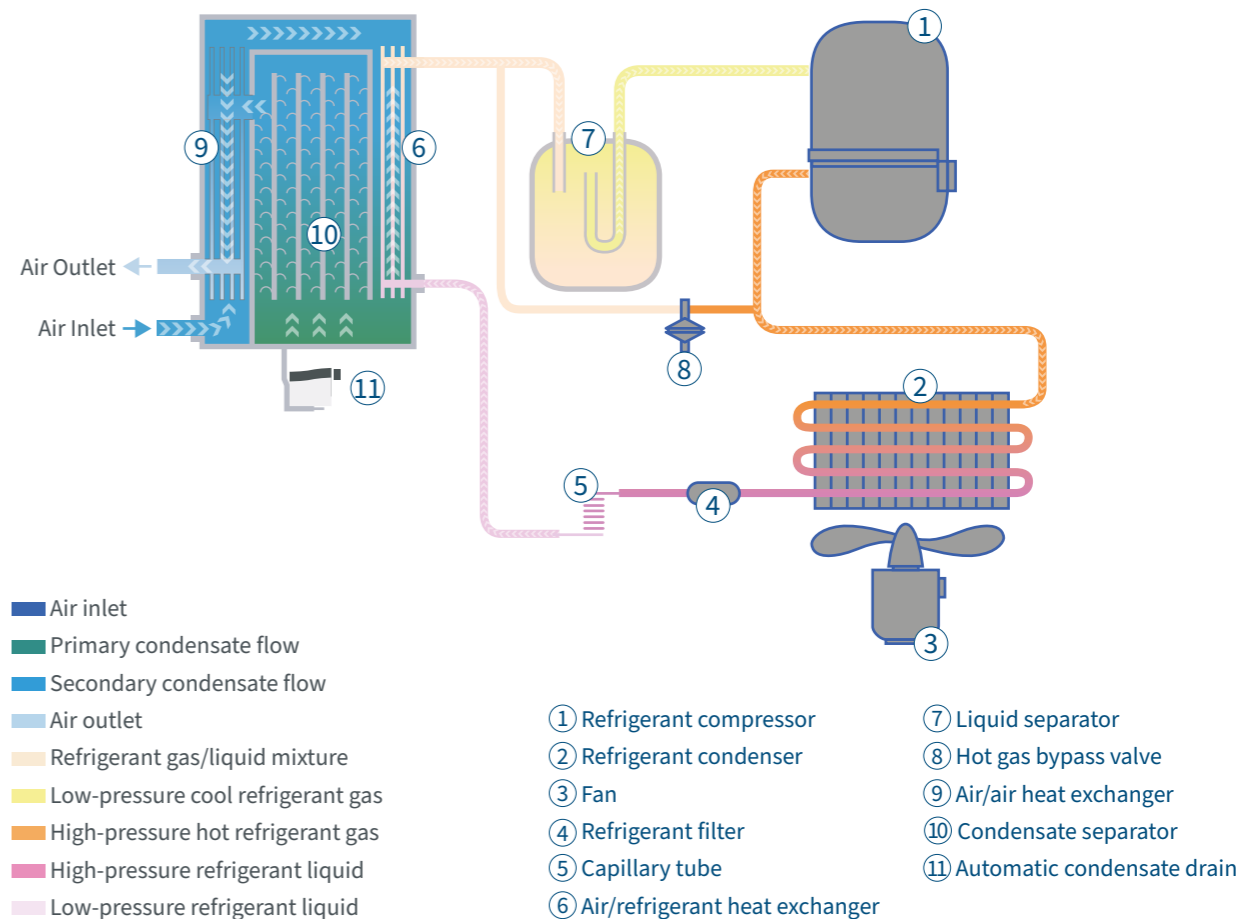 ①
⑦
⑨
⑥
⑩
Air Outlet
Air Inlet
⑧
⑪
②
⑤
④
③
Air inlet
Primary condensate flow
Secondary condensate flow
Air outlet
Refrigerant gas/liquid mixture
Low-pressure cool refrigerant gas
High-pressure hot refrigerant gas
High-pressure refrigerant liquid
Low-pressure refrigerant liquid
① Refrigerant compressor
② Refrigerant condenser
③ Fan
④ Refrigerant filter
⑤ Capillary tube
⑥ Air/refrigerant heat exchanger
⑦ Liquid separator
⑧ Hot gas bypass valve
⑨ Air/air heat exchanger
⑩ Condensate separator
⑪ Automatic condensate drain